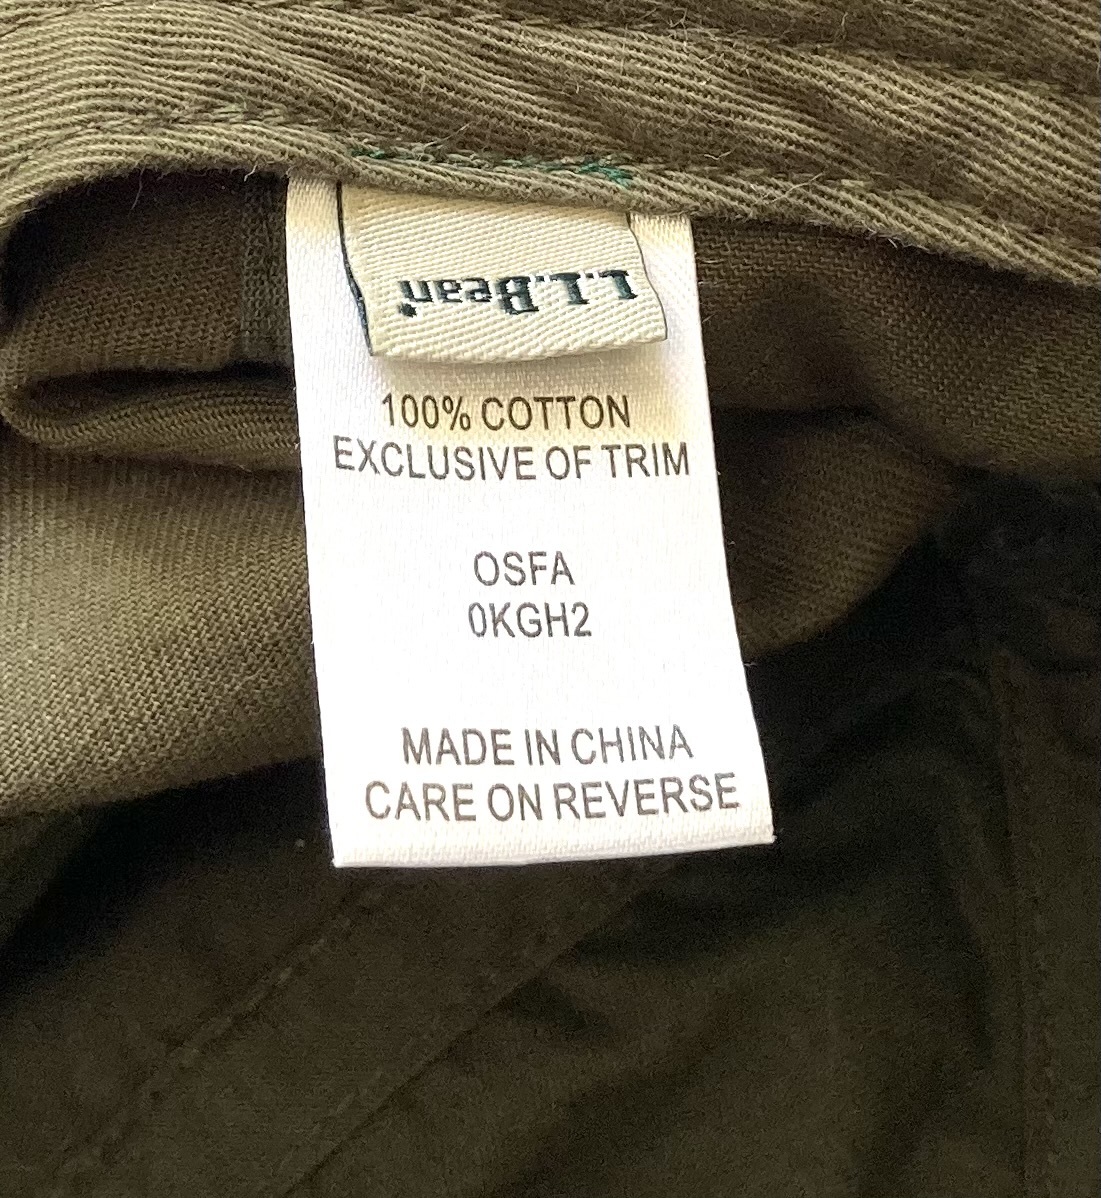 L.L.Bean®
100% COTTON
EXCLUSIVE OF TRIM
OSFA
0KGH2
MADE IN CHINA
CARE ON REVERSE